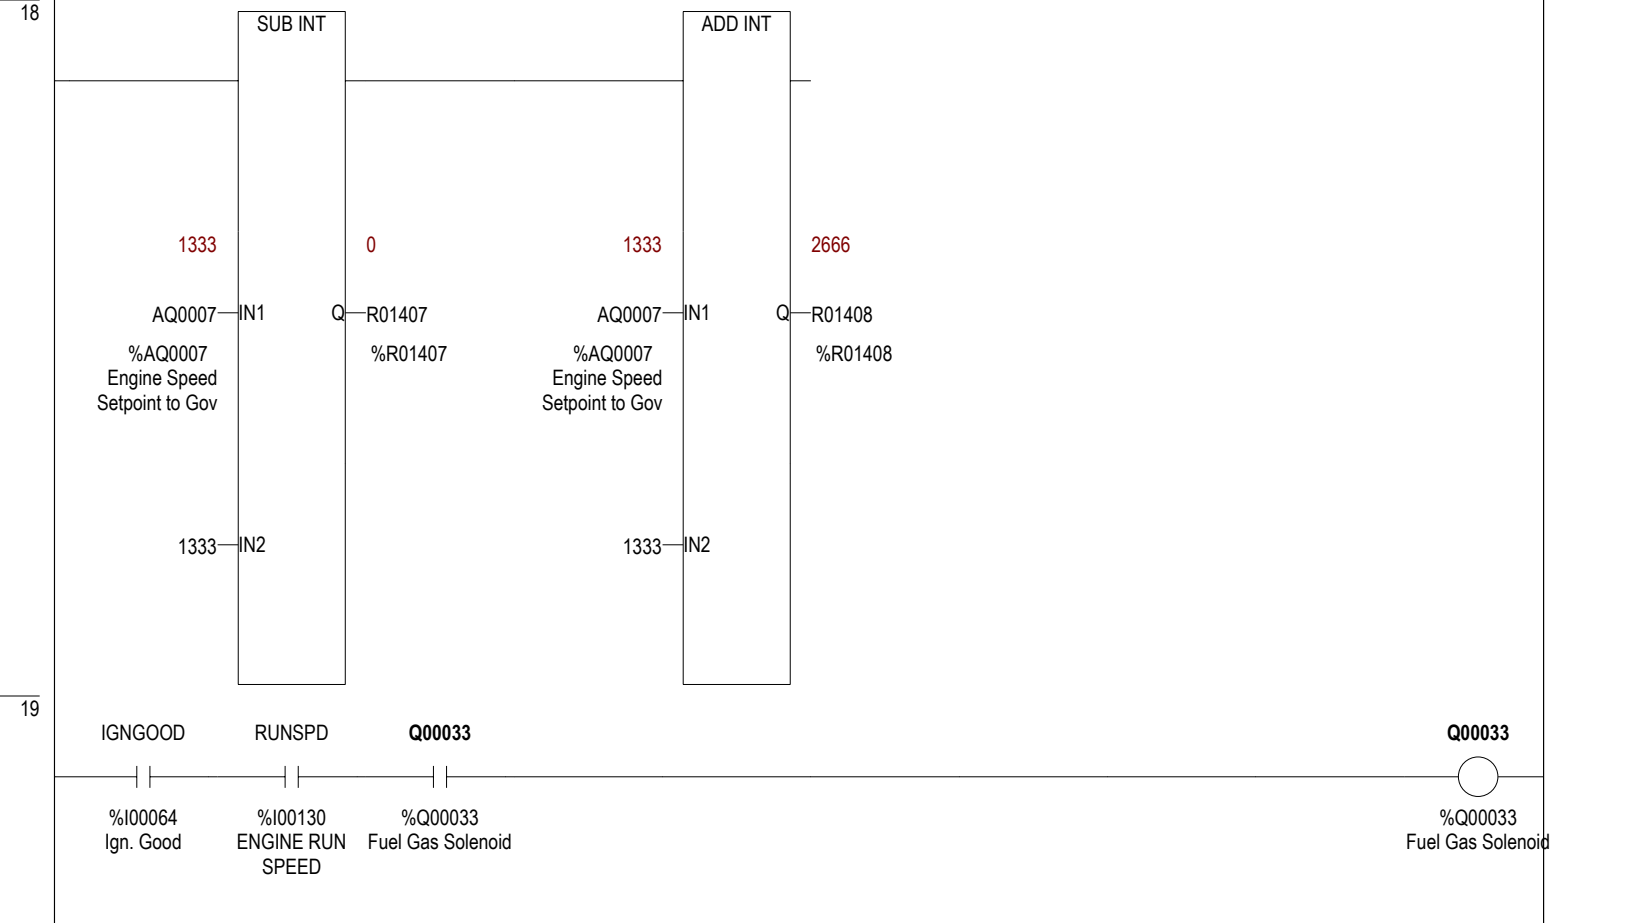 18
SUB INT
ADD INT
1333
0
1333
2666
AQ0007
IN1
Q
R01407
AQ0007
IN1
Q
R01408
%AQ0007
%R01407
%AQ0007
%R01408
Engine Speed
Engine Speed
Setpoint to Gov
Setpoint to Gov
1333
IN2
1333
IN2
19
IGNGOOD
RUNSPD
Q00033
Q00033
%I00064
%I00130
%Q00033
%Q00033
Ign. Good
ENGINE RUN
Fuel Gas Solenoid
Fuel Gas Solenoid
SPEED